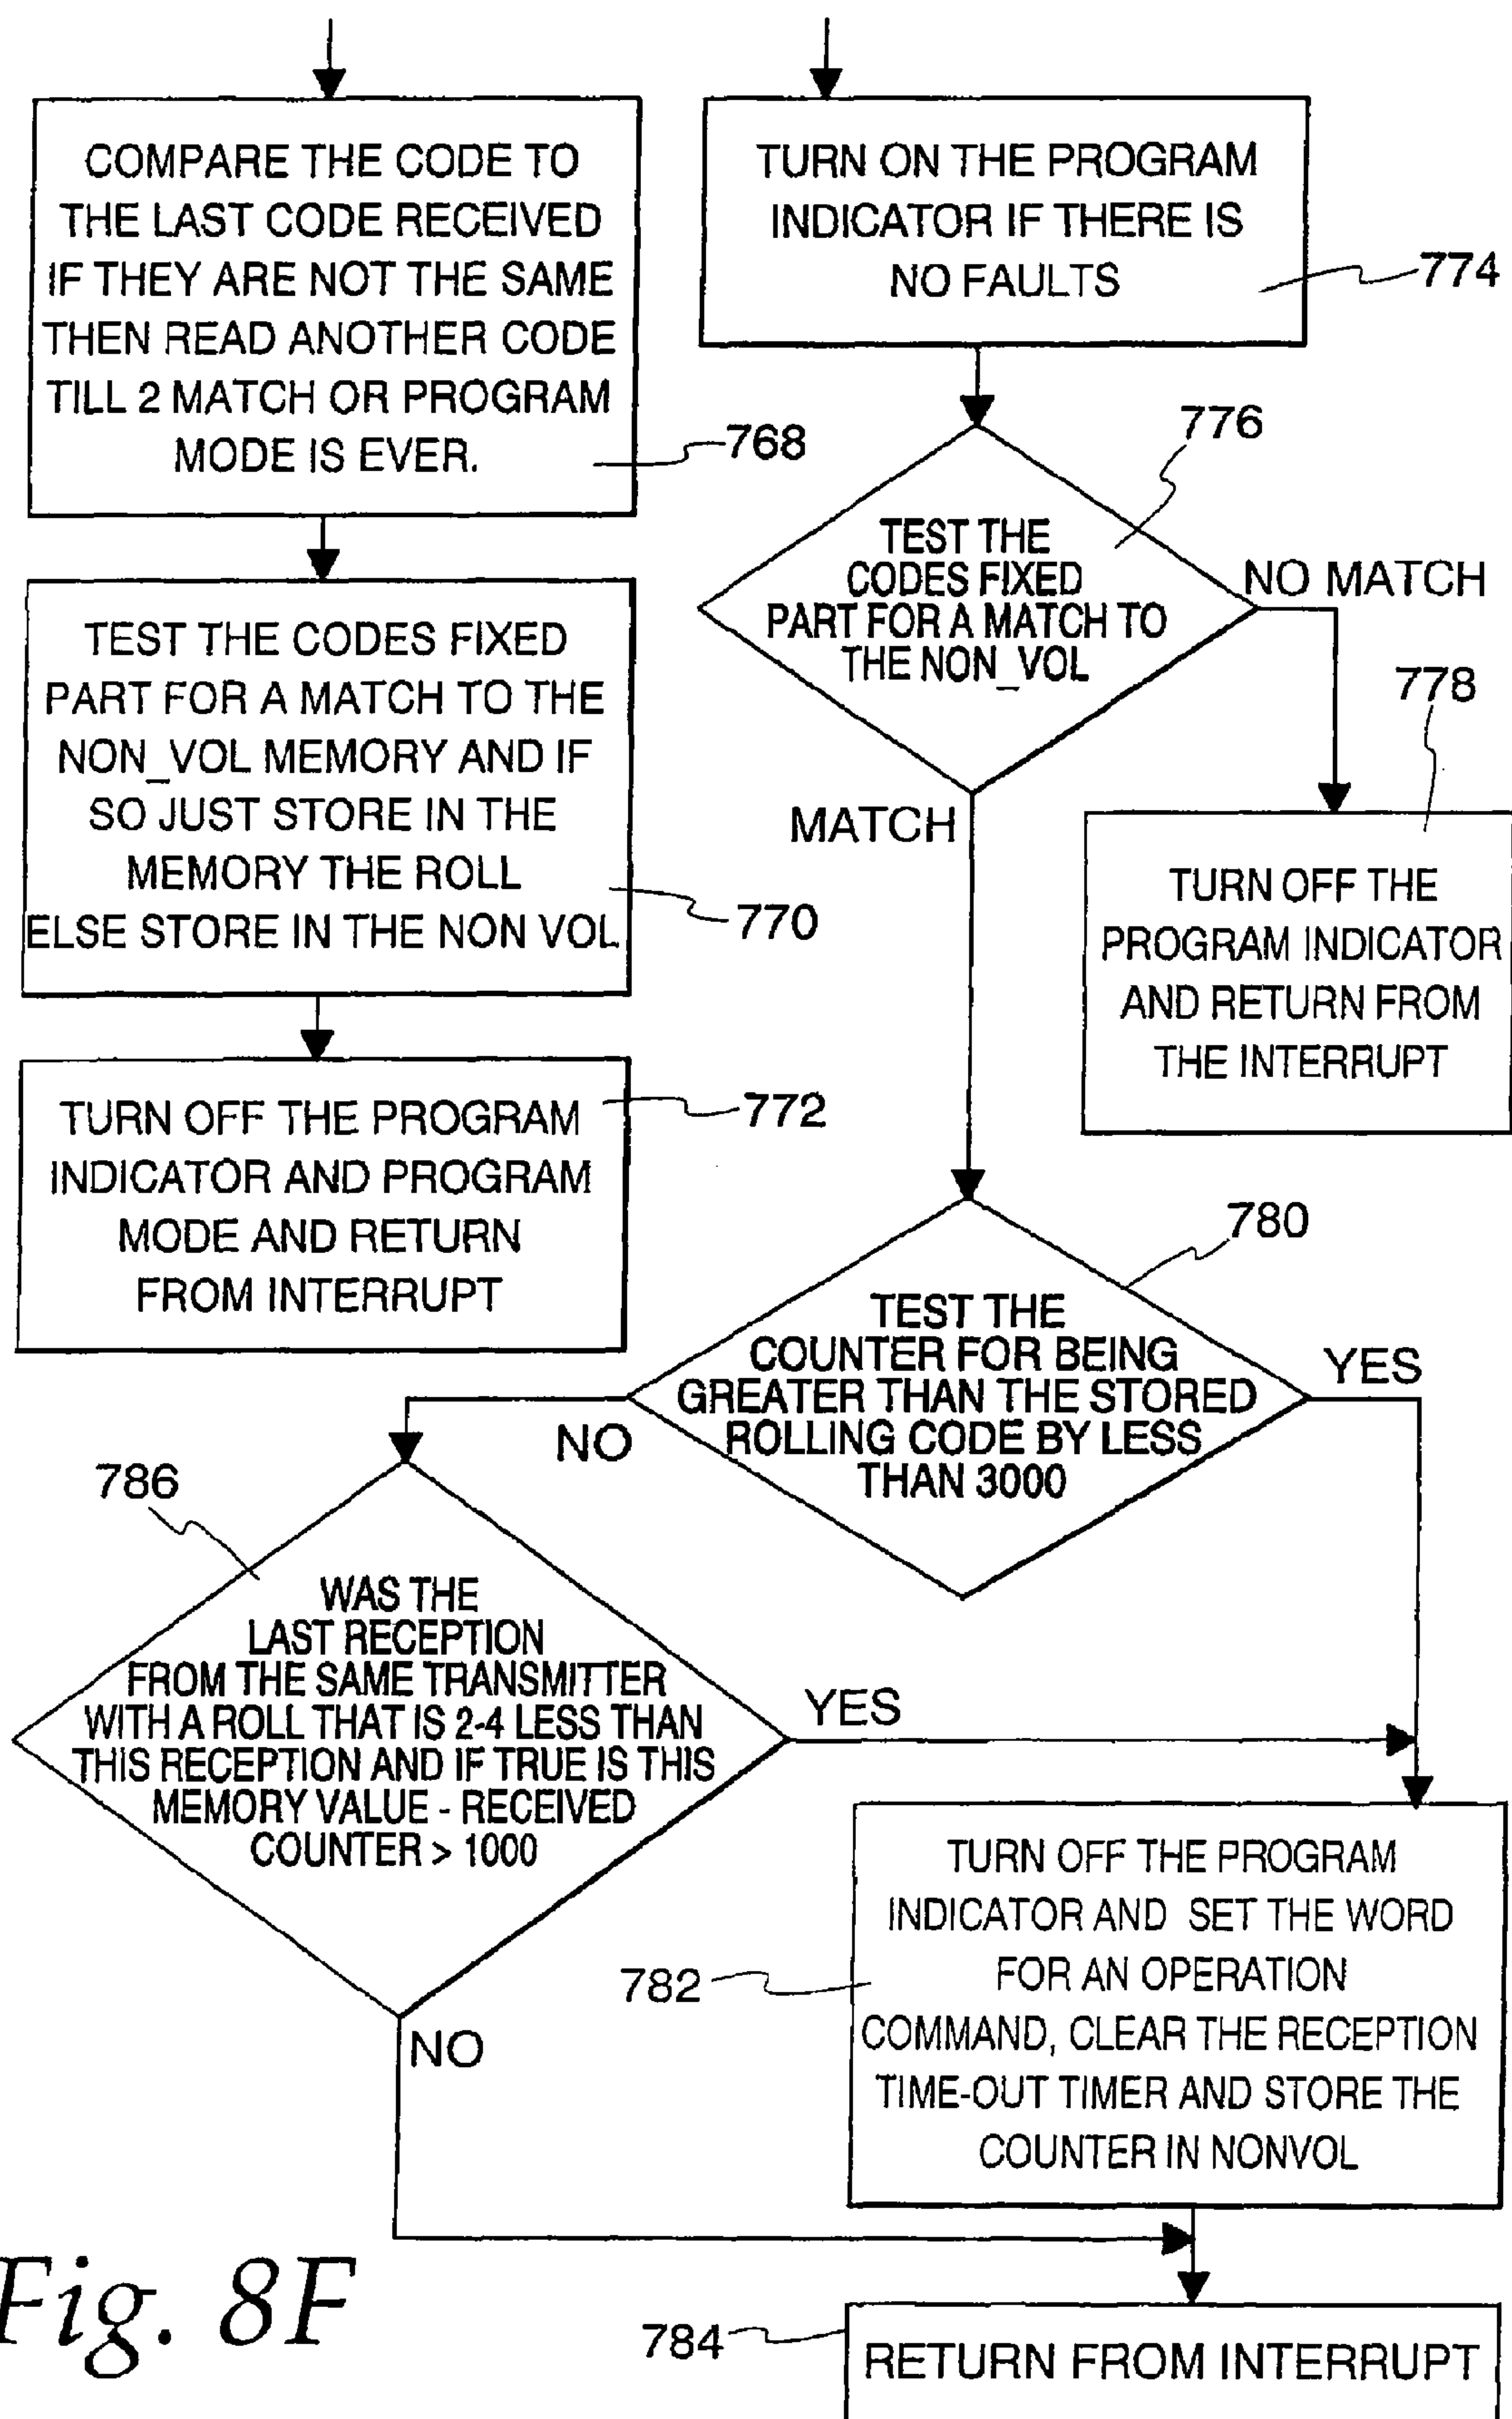 COMPARE THE CODE TO
THE LAST CODE RECEIVED
IF THEY ARE NOT THE SAME
THEN READ ANOTHER CODE
TILL 2 MATCH OR PROGRAM
MODE IS EVER.
768
TEST THE CODES FIXED
PART FOR A MATCH TO THE
NON_VOL MEMORY AND IF
SO JUST STORE IN THE
MEMORY THE ROLL
ELSE STORE IN THE NON VOL
770
TURN OFF THE PROGRAM
INDICATOR AND PROGRAM
MODE AND RETURN
FROM INTERRUPT
772
TURN ON THE PROGRAM
INDICATOR IF THERE IS
NO FAULTS
774
776
TEST THE
CODES FIXED
PART FOR A MATCH TO
THE NON_VOL
NO MATCH
MATCH
778
TURN OFF THE
PROGRAM INDICATOR
AND RETURN FROM
THE INTERRUPT
780
TEST THE
COUNTER FOR BEING
GREATER THAN THE STORED
ROLLING CODE BY LESS
THAN 3000
YES
NO
786
WAS THE
LAST RECEPTION
FROM THE SAME TRANSMITTER
WITH A ROLL THAT IS 2-4 LESS THAN
THIS RECEPTION AND IF TRUE IS THIS
MEMORY VALUE - RECEIVED
COUNTER > 1000
YES
NO
782
TURN OFF THE PROGRAM
INDICATOR AND SET THE WORD
FOR AN OPERATION
COMMAND, CLEAR THE RECEPTION
TIME-OUT TIMER AND STORE THE
COUNTER IN NONVOL
784
RETURN FROM INTERRUPT
Fig. 8F